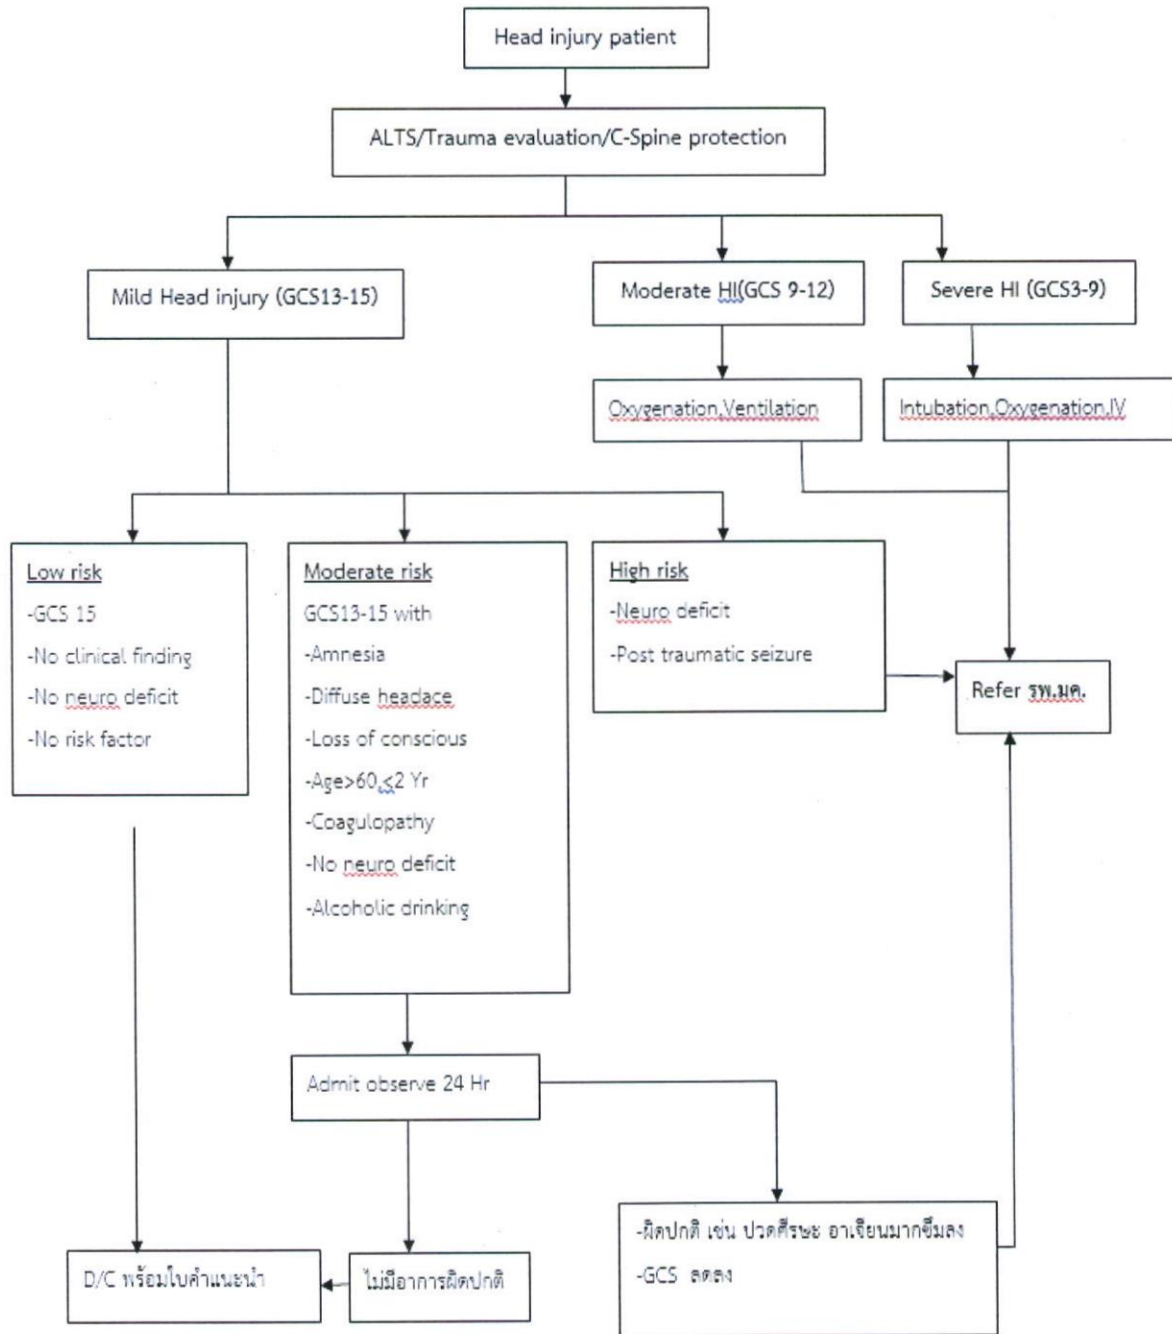 Head injury patient
ALTS/Trauma evaluation/C-Spine protection
Mild Head injury (GCS13-15)
Moderate HI(GCS 9-12)
Severe HI (GCS3-9)
Oxygenation,Ventilation
Intubation,Oxygenation,IV
Low risk
-GCS 15
-No clinical finding
-No neuro deficit
-No risk factor
Moderate risk
GCS13-15 with
-Amnesia
-Diffuse headace
-Loss of conscious
-Age>60,<2 Yr
-Coagulopathy
-No neuro deficit
-Alcoholic drinking
High risk
-Neuro deficit
-Post traumatic seizure
Refer รพ.มค.
Admit observe 24 Hr
-ผิดปกติ เช่น ปวดศีรษะ อาเจียนมากซึมลง
-GCS ลดลง
D/C พร้อมใบคำแนะนำ
ไม่มีอาการผิดปกติ